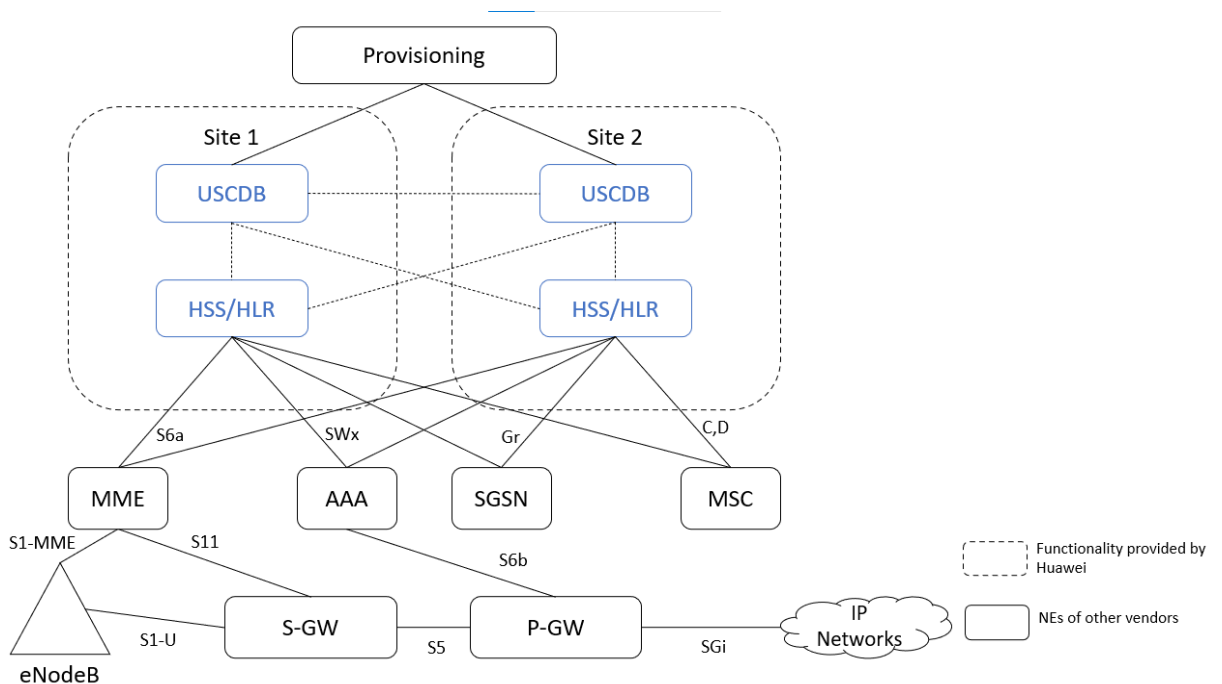 Provisioning
Site 1
Site 2
USCDB
USCDB
HSS/HLR
HSS/HLR
S6a
SWx
Gr
C,D
MME
AAA
SGSN
MSC
S1-MME
S11
S6b
Functionality provided by
Huawei
S-GW
P-GW
IP
Networks
NEs of other vendors
S1-U
S5
SGi
eNodeB